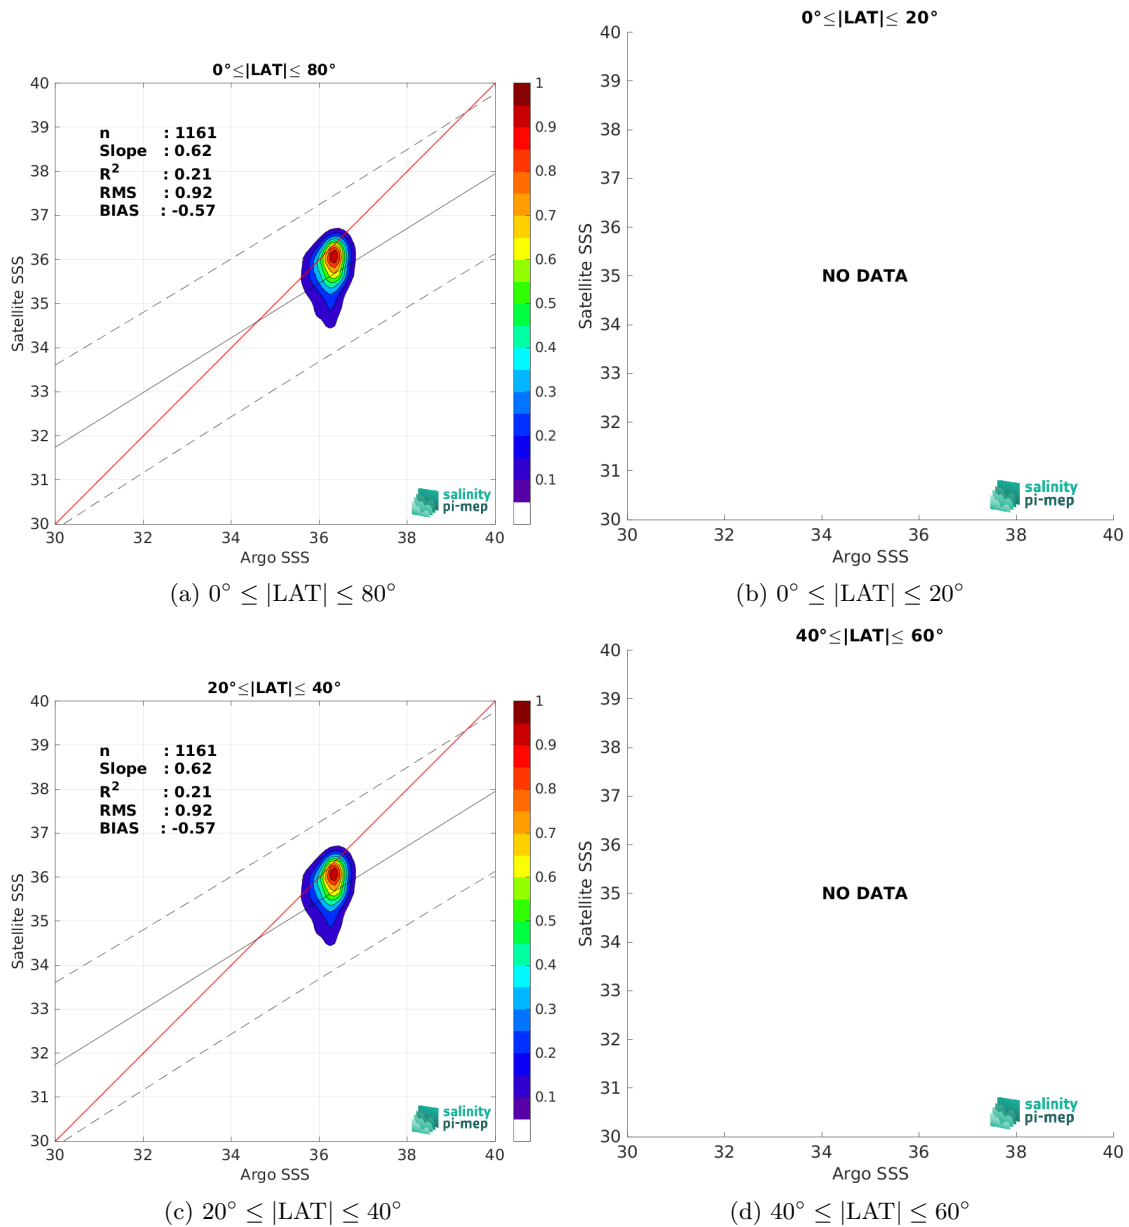 0°≤|LAT|≤ 80°
40
39
38
37
36
35
34
33
32
31
30
Satellite SSS
n : 1161
Slope : 0.62
R² : 0.21
RMS : 0.92
BIAS : -0.57
salinity
pi-mep
30 32 34 36 38 40
Argo SSS
1
0.9
0.8
0.7
0.6
0.5
0.4
0.3
0.2
0.1
(a) 0° ≤ |LAT| ≤ 80°
0°≤|LAT|≤ 20°
40
39
38
37
36
35
34
33
32
31
30
Satellite SSS
NO DATA
salinity
pi-mep
30 32 34 36 38 40
Argo SSS
(b) 0° ≤ |LAT| ≤ 20°
20°≤|LAT|≤ 40°
40
39
38
37
36
35
34
33
32
31
30
Satellite SSS
n : 1161
Slope : 0.62
R² : 0.21
RMS : 0.92
BIAS : -0.57
salinity
pi-mep
30 32 34 36 38 40
Argo SSS
1
0.9
0.8
0.7
0.6
0.5
0.4
0.3
0.2
0.1
(c) 20° ≤ |LAT| ≤ 40°
40°≤|LAT|≤ 60°
40
39
38
37
36
35
34
33
32
31
30
Satellite SSS
NO DATA
salinity
pi-mep
30 32 34 36 38 40
Argo SSS
(d) 40° ≤ |LAT| ≤ 60°